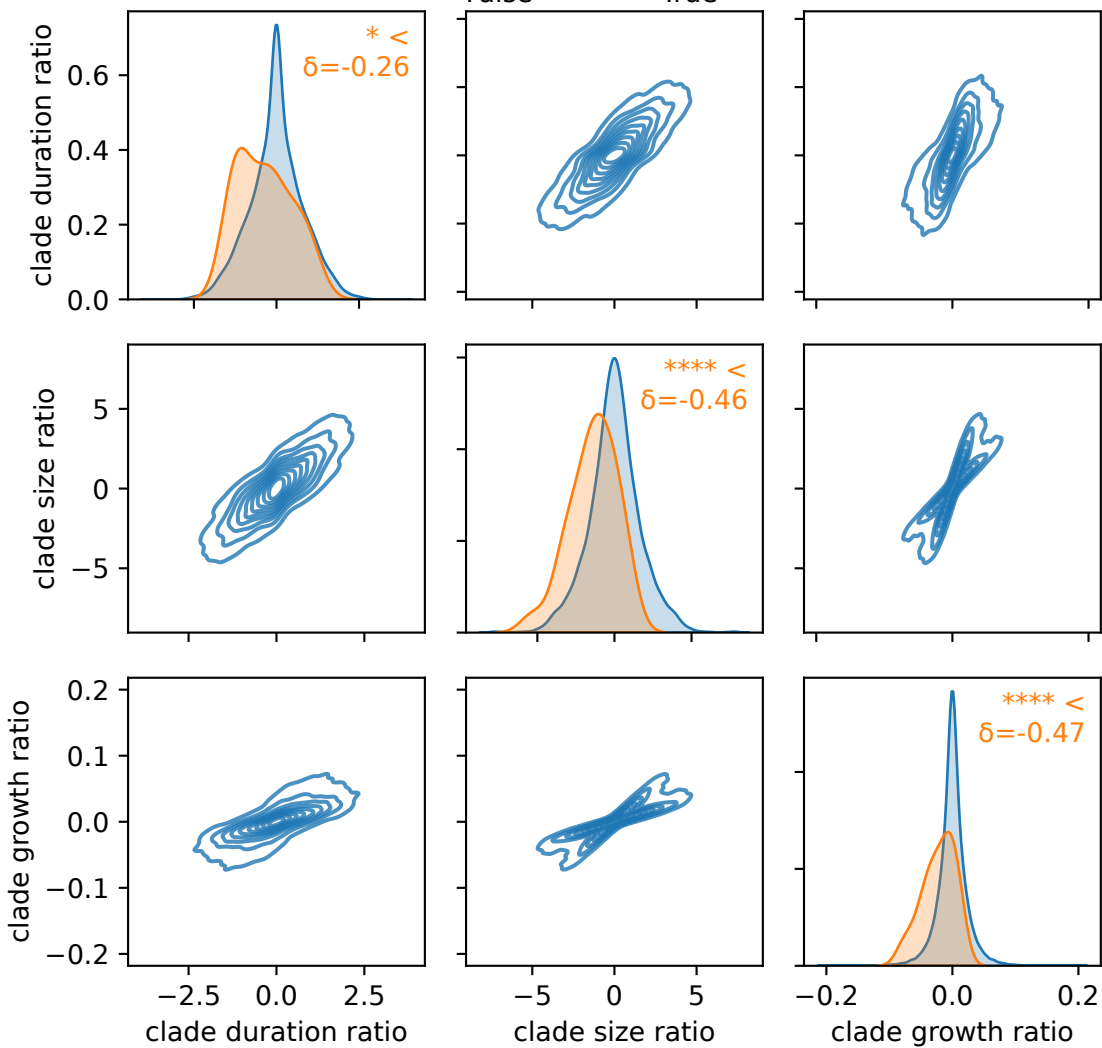 clade duration ratio
0.6
0.4
0.2
0.0
* <
δ=-0.26
clade size ratio
5
0
−5
**** <
δ=-0.46
clade growth ratio
0.2
0.1
0.0
−0.1
−0.2
**** <
δ=-0.47
−2.5 0.0 2.5
−5 0 5
−0.2 0.0 0.2
clade duration ratio
clade size ratio
clade growth ratio